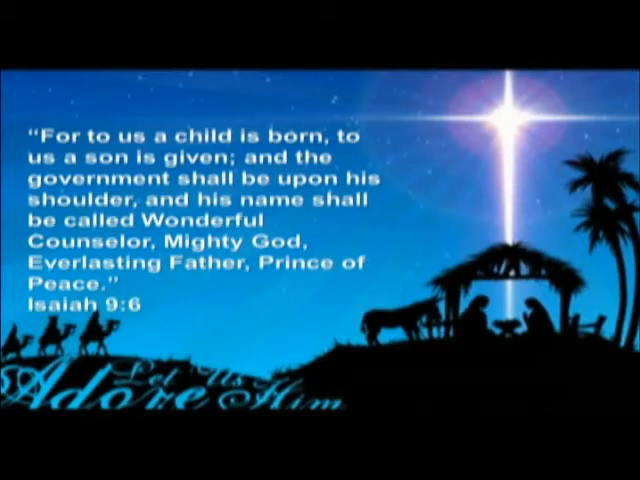 “For to us a child is born, to
us a son is given; and the
government shall be upon his
shoulder, and his name shall
be called Wonderful
Counselor, Mighty God,
Everlasting Father, Prince of
Peace.”
Isaiah 9:6
Let Us
Adore Him